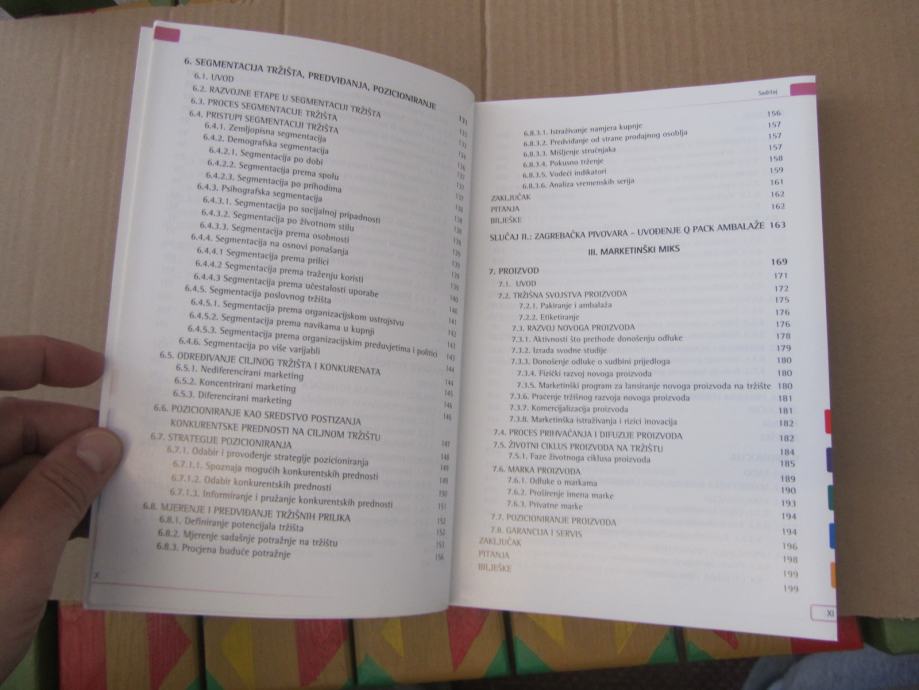 6. SEGMENTACIJA TRŽIŠTA, PREDVIĐANJA, POZICIONIRANJE 131
6.1. UVOD
6.2. RAZVOJNE ETAPE U SEGMENTACIJI TRŽIŠTA
6.3. PROCES SEGMENTACIJE TRŽIŠTA
6.4. PRISTUPI SEGMENTACIJI TRŽIŠTA
6.4.1. Zemljopisna segmentacija
6.4.2. Demografska segmentacija
6.4.2.1. Segmentacija po dobi
6.4.2.2. Segmentacija prema spolu
6.4.2.3. Segmentacija po prihodima
6.4.3. Psihografska segmentacija
6.4.3.1. Segmentacija po socijalnoj pripadnosti
6.4.3.2. Segmentacija po životnom stilu
6.4.3.3. Segmentacija prema osobnosti
6.4.4. Segmentacija na osnovi ponašanja
6.4.4.1 Segmentacija prema prilici
6.4.4.2 Segmentacija prema traženju koristi
6.4.4.3 Segmentacija prema učestalosti uporabe
6.4.5. Segmentacija poslovnog tržišta
6.4.5.1. Segmentacija prema organizacijskom ustrojstvu
6.4.5.2. Segmentacija prema navikama u kupnji
6.4.5.3. Segmentacija prema organizacijskim preduvjetima i politici
6.4.6. Segmentacija po više varijabli
6.5. ODREĐIVANJE CILJNOG TRŽIŠTA I KONKURENATA
6.5.1. Nediferencirani marketing
6.5.2. Koncentrirani marketing
6.5.3. Diferencirani marketing
6.6. POZICIONIRANJE KAO SREDSTVO POSTIZANJA
KONKURENTSKE PREDNOSTI NA CILJNOM TRŽIŠTU
6.7. STRATEGIJE POZICIONIRANJA
6.7.1. Odabir i provođenje strategije pozicioniranja
6.7.1.1. Spoznaja mogućih konkurentskih prednosti
6.7.1.2. Odabir konkurentskih prednosti
6.7.1.3. Informiranje i pružanje konkurentskih prednosti
6.8. MJERENJE I PREDVIĐANJE TRŽIŠNIH PRILIKA
6.8.1. Definiranje potencijala tržišta
6.8.2. Mjerenje sadašnje potražnje na tržištu
6.8.3. Procjena buduće potražnje
X
Sadržaj
6.8.3.1. Istraživanje namjera kupnje 156
6.8.3.2. Predviđanje od strane prodajnog osoblja 157
6.8.3.3. Mišljenje stručnjaka 157
6.8.3.4. Pokusno trženje 158
6.8.3.5. Vodeći indikatori 159
6.8.3.6. Analiza vremenskih serija 161
ZAKLJUČAK 162
PITANJA 162
BILJEŠKE
SLUČAJ II.: ZAGREBAČKA PIVOVARA – UVOĐENJE Q PACK AMBALAŽE 163
III. MARKETINŠKI MIKS
7. PROIZVOD 169
7.1. UVOD 171
7.2. TRŽIŠNA SVOJSTVA PROIZVODA 172
7.2.1. Pakiranje i ambalaža 175
7.2.2. Etiketiranje 176
7.3. RAZVOJ NOVOGA PROIZVODA 176
7.3.1. Aktivnosti što prethode donošenju odluke 178
7.3.2. Izrada svodne studije 179
7.3.3. Donošenje odluke o sudbini prijedloga 180
7.3.4. Fizički razvoj novoga proizvoda 180
7.3.5. Marketinški program za lansiranje novoga proizvoda na tržište 180
7.3.6. Praćenje tržišnog razvoja novoga proizvoda 181
7.3.7. Komercijalizacija proizvoda 181
7.3.8. Marketinška istraživanja i rizici inovacija 182
7.4. PROCES PRIHVAĆANJA I DIFUZIJE PROIZVODA 182
7.5. ŽIVOTNI CIKLUS PROIZVODA NA TRŽIŠTU 184
7.5.1. Faze životnoga ciklusa proizvoda 185
7.6. MARKA PROIZVODA 189
7.6.1. Odluke o markama 190
7.6.2. Proširenje imena marke 193
7.6.3. Privatne marke 194
7.7. POZICIONIRANJE PROIZVODA 194
7.8. GARANCIJA I SERVIS 196
ZAKLJUČAK 198
PITANJA 199
BILJEŠKE 199
XI